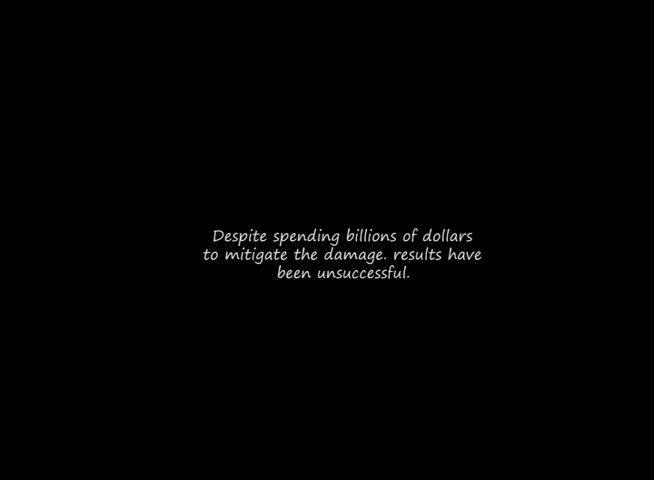 Despite spending billions of dollars
to mitigate the damage. results have
been unsuccessful.